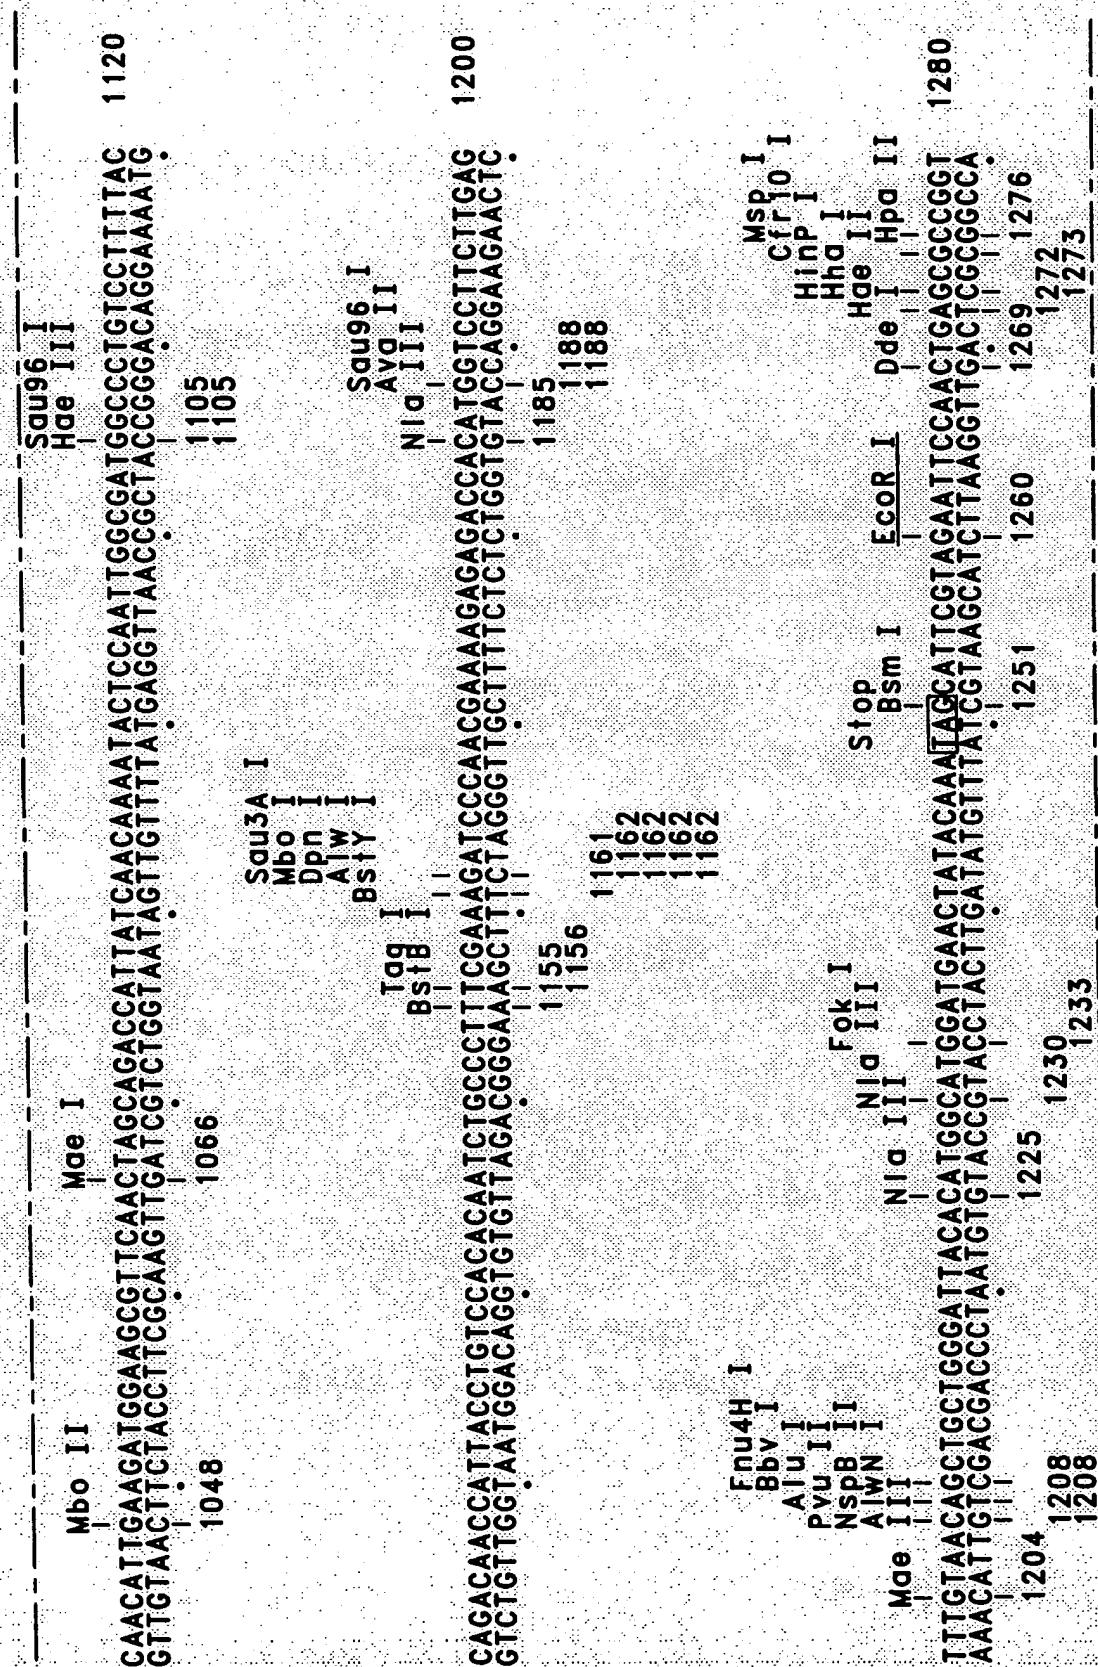 Sau96 I
Mbo II Mae I Hae III
CAACATTGAAGATGGAAGCGTTCAACTAGCAGACCATTATCAACAAAATACTCCAATTGGCGATGGCCCTGTCCTTTTAC 1120
GTTGTAACTTCTACCTTCGCAAGTTGATCGTCTGGTAATAGTTGTTTTATGAGGTTAACCGCTACCGGGACAGGAAAATG
1048 1066 1105
1105
Sau3A I
Mbo I
Dpn I
Alw I
BstY I Sau96 I
Taq I Ava II
BstB I Nla III
CAGACAACCATTACCTGTCCACACAATCTGCCCTTTCGAAAGATCCCAACGAAAAGAGAGACCACATGGTCCTTCTTGAG 1200
GTCTGTTGGTAATGGACAGGTGTGTTAGACGGGAAAGCTTTCTAGGGTTGCTTTTCTCTCTGGTGTACCAGGAAGAACTC
1155 1161 1185
1156 1162 1188
1162 1188
1162
1162
Fnu4H I Msp I
Bbv I Cfr10 I
Alu I HinP I
Pvu II Hha I
NspB II Fok I Stop Hae II
AlwN I Nla III Bsm I EcoR I Dde I Hpa II
Mae III Nla III
TTTGTAACAGCTGCTGGGATTACACATGGCATGGATGAACTATACAAATAGCATTCGTAGAATTCCAACTGAGCGCCGGT 1280
AAACATTGTCGACGACCCTAATGTGTACCGTACCTACTTGATATGTTTATCGTAAGCATCTTAAGGTTGACTCGCGGCCA
1204 1225 1251 1260 1269 1276
1208 1230 1272
1208 1233 1273